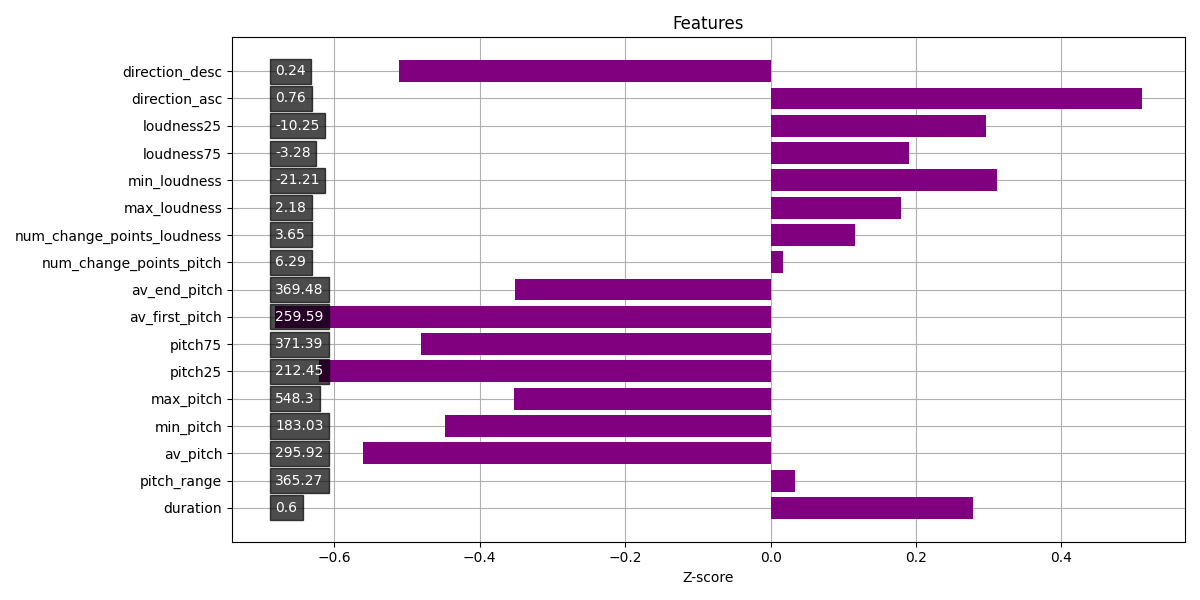 Features
direction_desc 0.24
direction_asc 0.76
loudness25 -10.25
loudness75 -3.28
min_loudness -21.21
max_loudness 2.18
num_change_points_loudness 3.65
num_change_points_pitch 6.29
av_end_pitch 369.48
av_first_pitch 259.59
pitch75 371.39
pitch25 212.45
max_pitch 548.3
min_pitch 183.03
av_pitch 295.92
pitch_range 365.27
duration 0.6
−0.6 −0.4 −0.2 0.0 0.2 0.4
Z-score